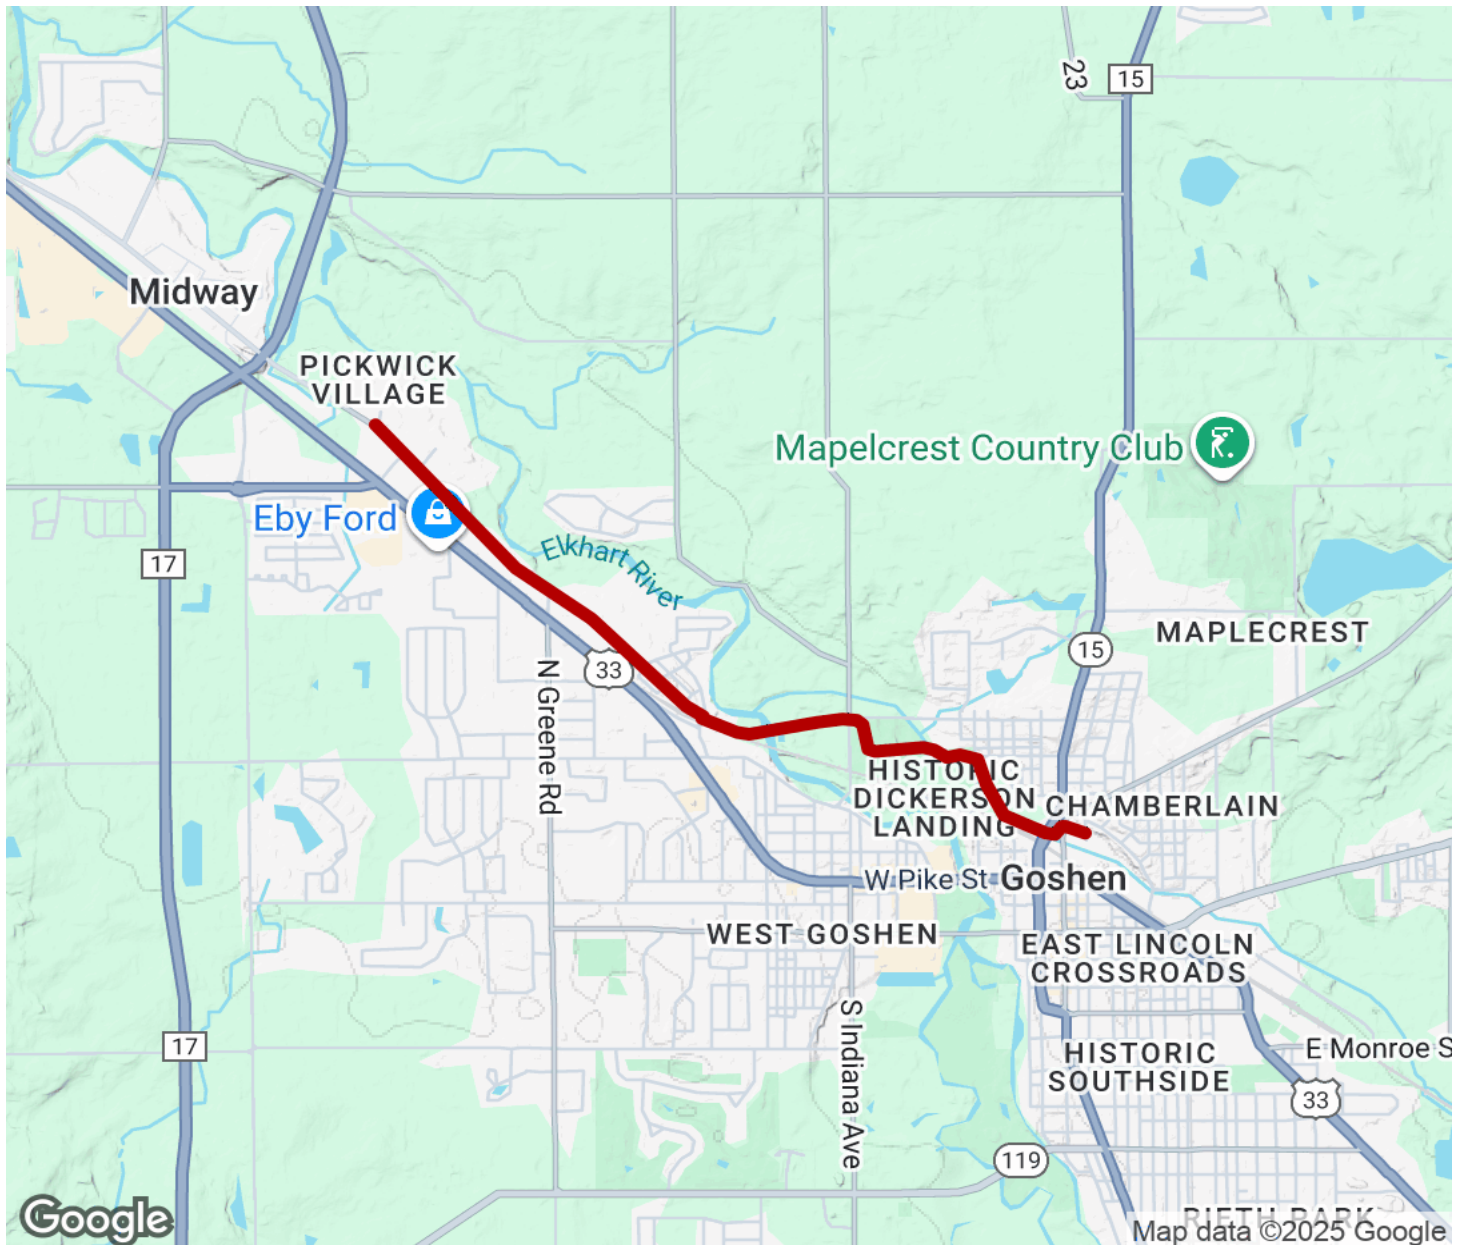 23
15
Midway
PICKWICK
VILLAGE
Mapelcrest Country Club
Eby Ford
Elkhart River
17
MAPLECREST
15
33
N Greene Rd
HISTORIC
DICKERSON
LANDING
CHAMBERLAIN
W Pike St
Goshen
WEST GOSHEN
EAST LINCOLN
CROSSROADS
S Indiana Ave
17
HISTORIC
SOUTHSIDE
E Monroe S
33
119
RIETH PARK
Google
Map data ©2025 Google